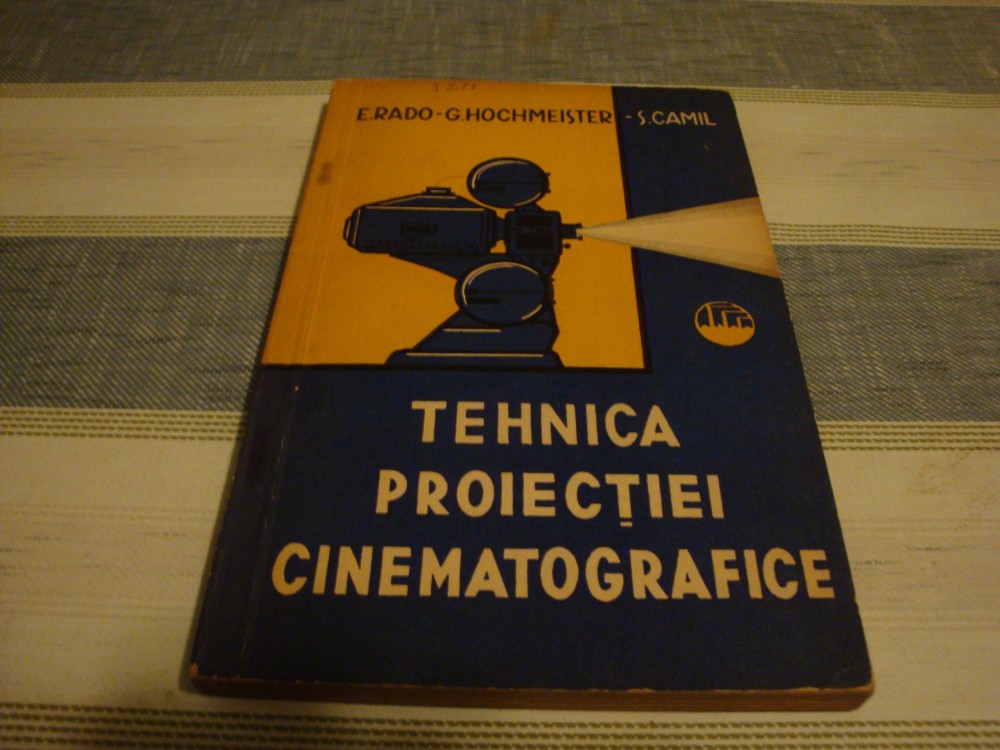 E. RADO - G. HOCHMEISTER - S. CAMIL
TEHNICA
PROIECȚIEI
CINEMATOGRAFICE